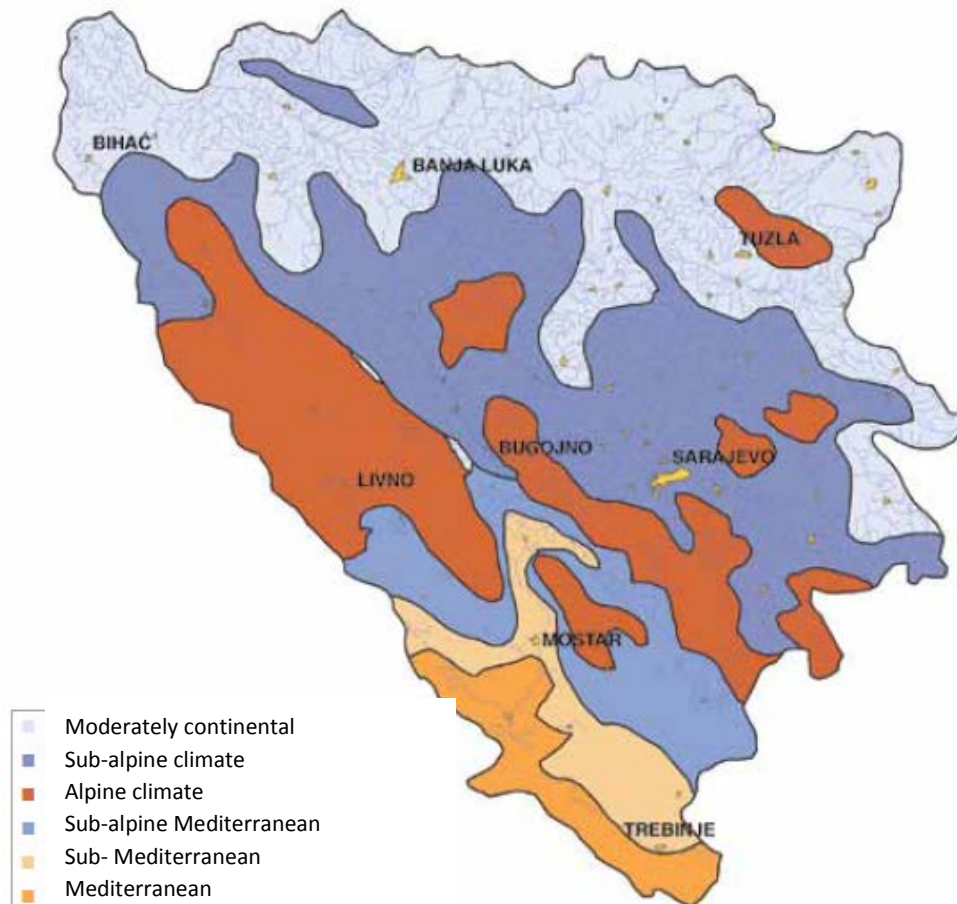 BIHAĆ
BANJA LUKA
TUZLA
BUGOJNO
SARAJEVO
LIVNO
MOSTAR
TREBINJE
Moderately continental
Sub-alpine climate
Alpine climate
Sub-alpine Mediterranean
Sub- Mediterranean
Mediterranean